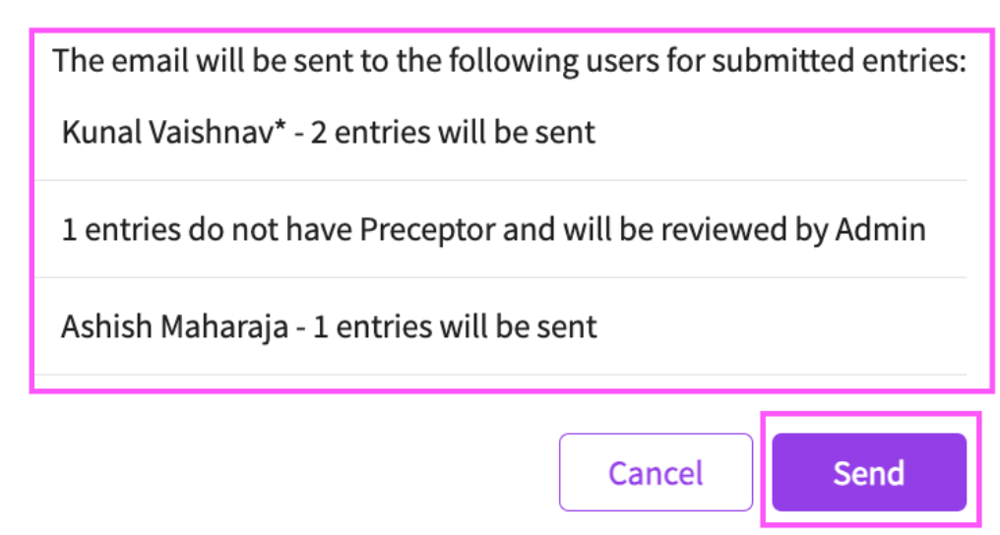 The email will be sent to the following users for submitted entries:
Kunal Vaishnav* - 2 entries will be sent
1 entries do not have Preceptor and will be reviewed by Admin
Ashish Maharaja - 1 entries will be sent
Cancel
Send